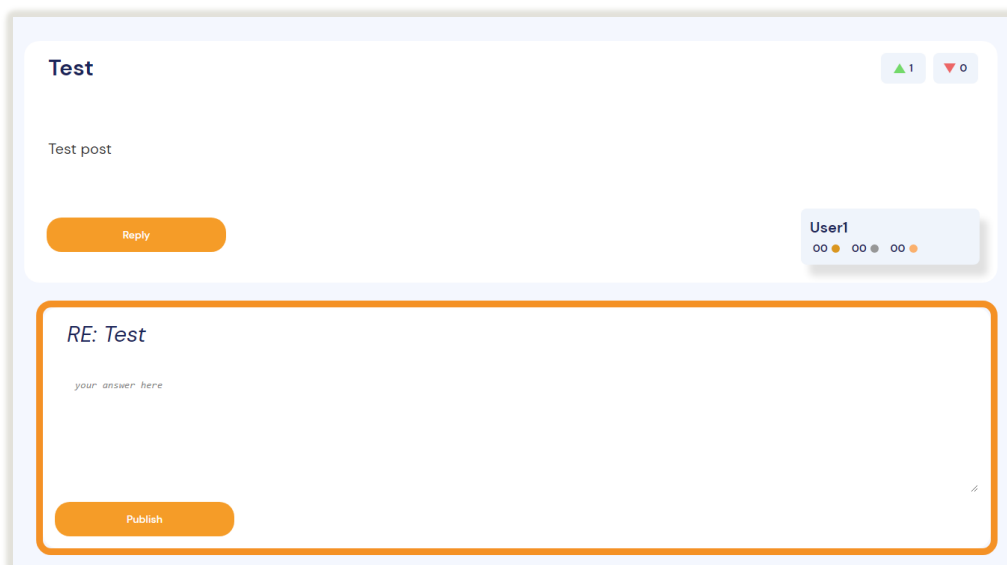 Test
1
0
Test post
Reply
User1
00 00 00
RE: Test
your answer here
Publish